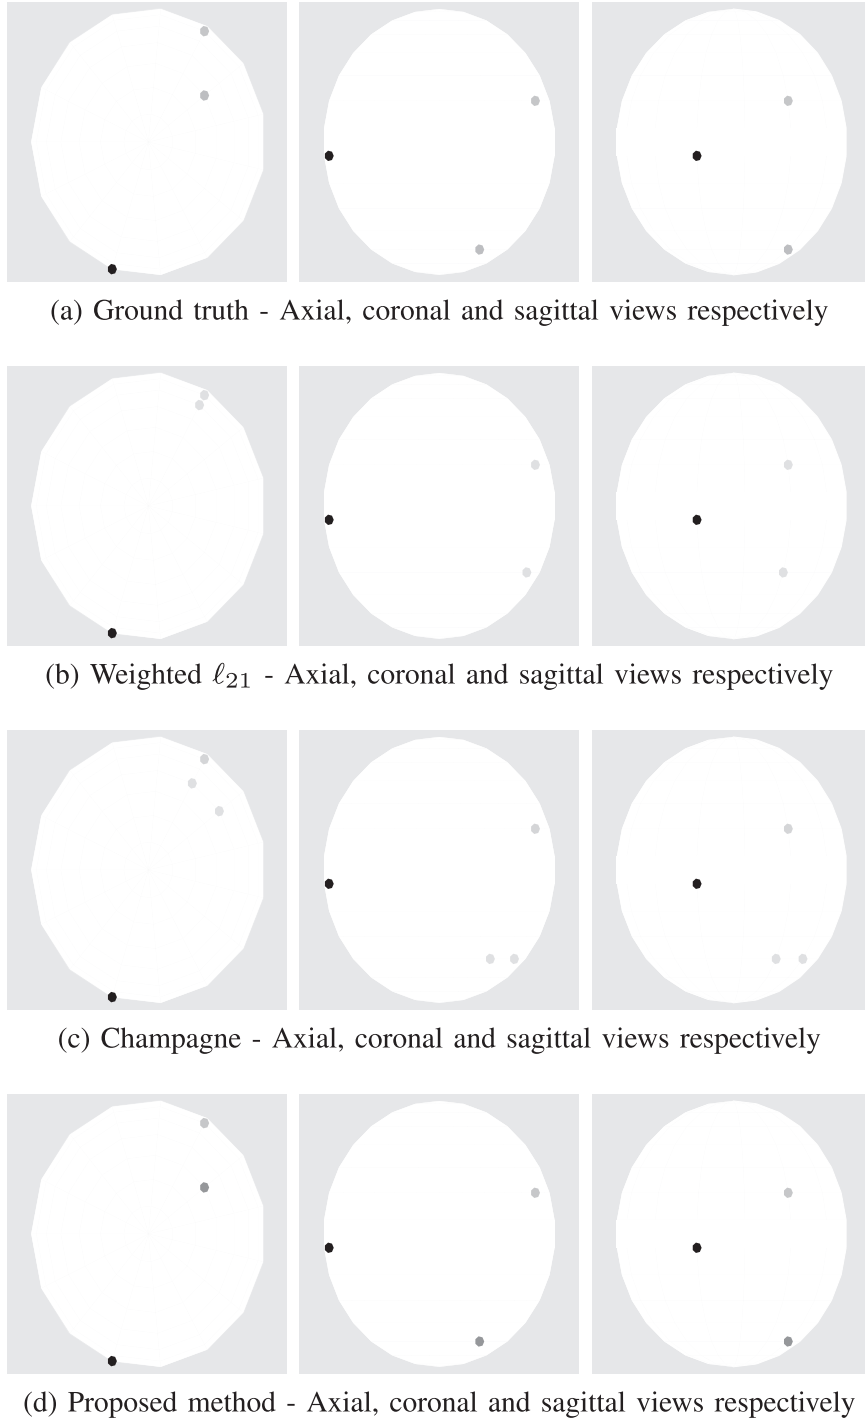 (a) Ground truth - Axial, coronal and sagittal views respectively
(b) Weighted ℓ₂₁ - Axial, coronal and sagittal views respectively
(c) Champagne - Axial, coronal and sagittal views respectively
(d) Proposed method - Axial, coronal and sagittal views respectively